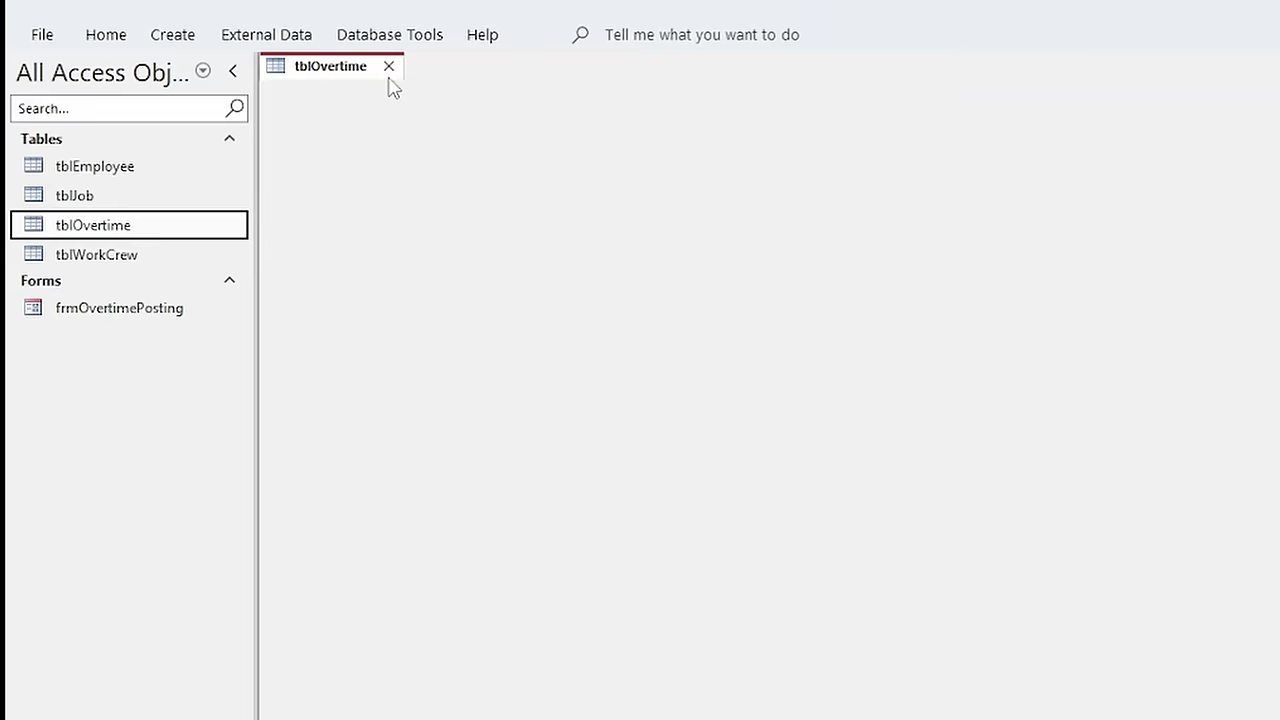 File Home Create External Data Database Tools Help Tell me what you want to do
All Access Obj...
tblOvertime
Search...
Tables
tblEmployee
tblJob
tblOvertime
tblWorkCrew
Forms
frmOvertimePosting